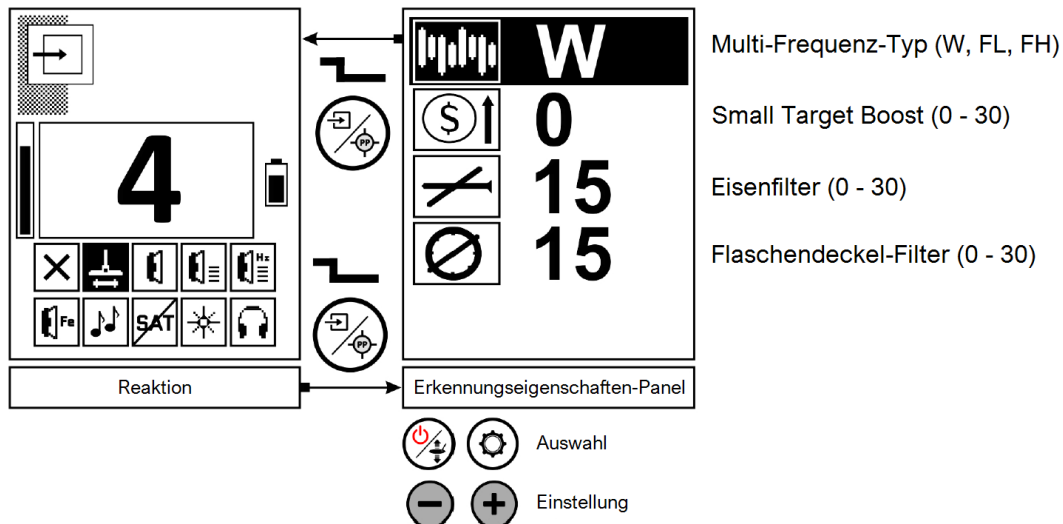 W
Multi-Frequenz-Typ (W, FL, FH)
$
0
Small Target Boost (0 - 30)
PP
4
15
Eisenfilter (0 - 30)
15
Flaschendeckel-Filter (0 - 30)
Hz
Fe
SAT
PP
Reaktion
Erkennungseigenschaften-Panel
Auswahl
Einstellung